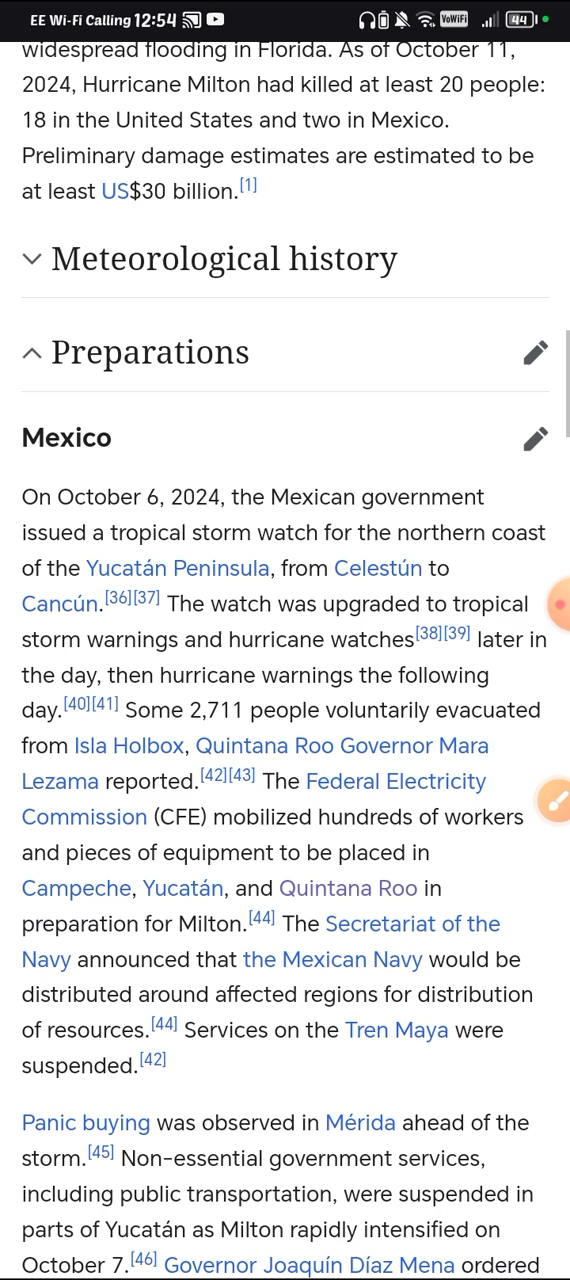 EE Wi-Fi Calling 12:54 VoWiFi 44
widespread flooding in Florida. As of October 11,
2024, Hurricane Milton had killed at least 20 people:
18 in the United States and two in Mexico.
Preliminary damage estimates are estimated to be
at least US$30 billion.[1]
Meteorological history
Preparations
Mexico
On October 6, 2024, the Mexican government
issued a tropical storm watch for the northern coast
of the Yucatán Peninsula, from Celestún to
Cancún.[36][37] The watch was upgraded to tropical
storm warnings and hurricane watches[38][39] later in
the day, then hurricane warnings the following
day.[40][41] Some 2,711 people voluntarily evacuated
from Isla Holbox, Quintana Roo Governor Mara
Lezama reported.[42][43] The Federal Electricity
Commission (CFE) mobilized hundreds of workers
and pieces of equipment to be placed in
Campeche, Yucatán, and Quintana Roo in
preparation for Milton.[44] The Secretariat of the
Navy announced that the Mexican Navy would be
distributed around affected regions for distribution
of resources.[44] Services on the Tren Maya were
suspended.[42]
Panic buying was observed in Mérida ahead of the
storm.[45] Non-essential government services,
including public transportation, were suspended in
parts of Yucatán as Milton rapidly intensified on
October 7.[46] Governor Joaquín Díaz Mena ordered